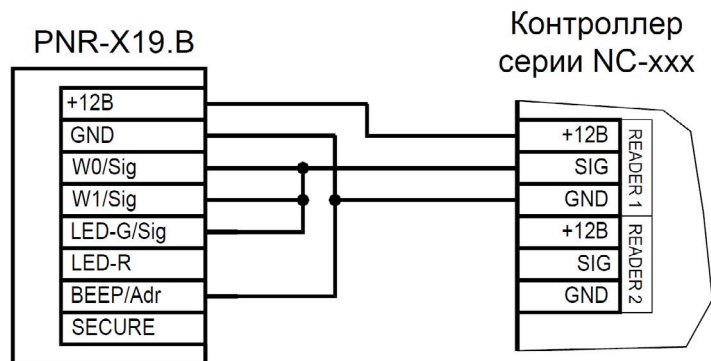 PNR-X19.B
+12В
GND
W0/Sig
W1/Sig
LED-G/Sig
LED-R
BEEP/Adr
SECURE
Контроллер
серии NC-xxx
+12В
SIG
GND
READER 1
+12В
SIG
GND
READER 2